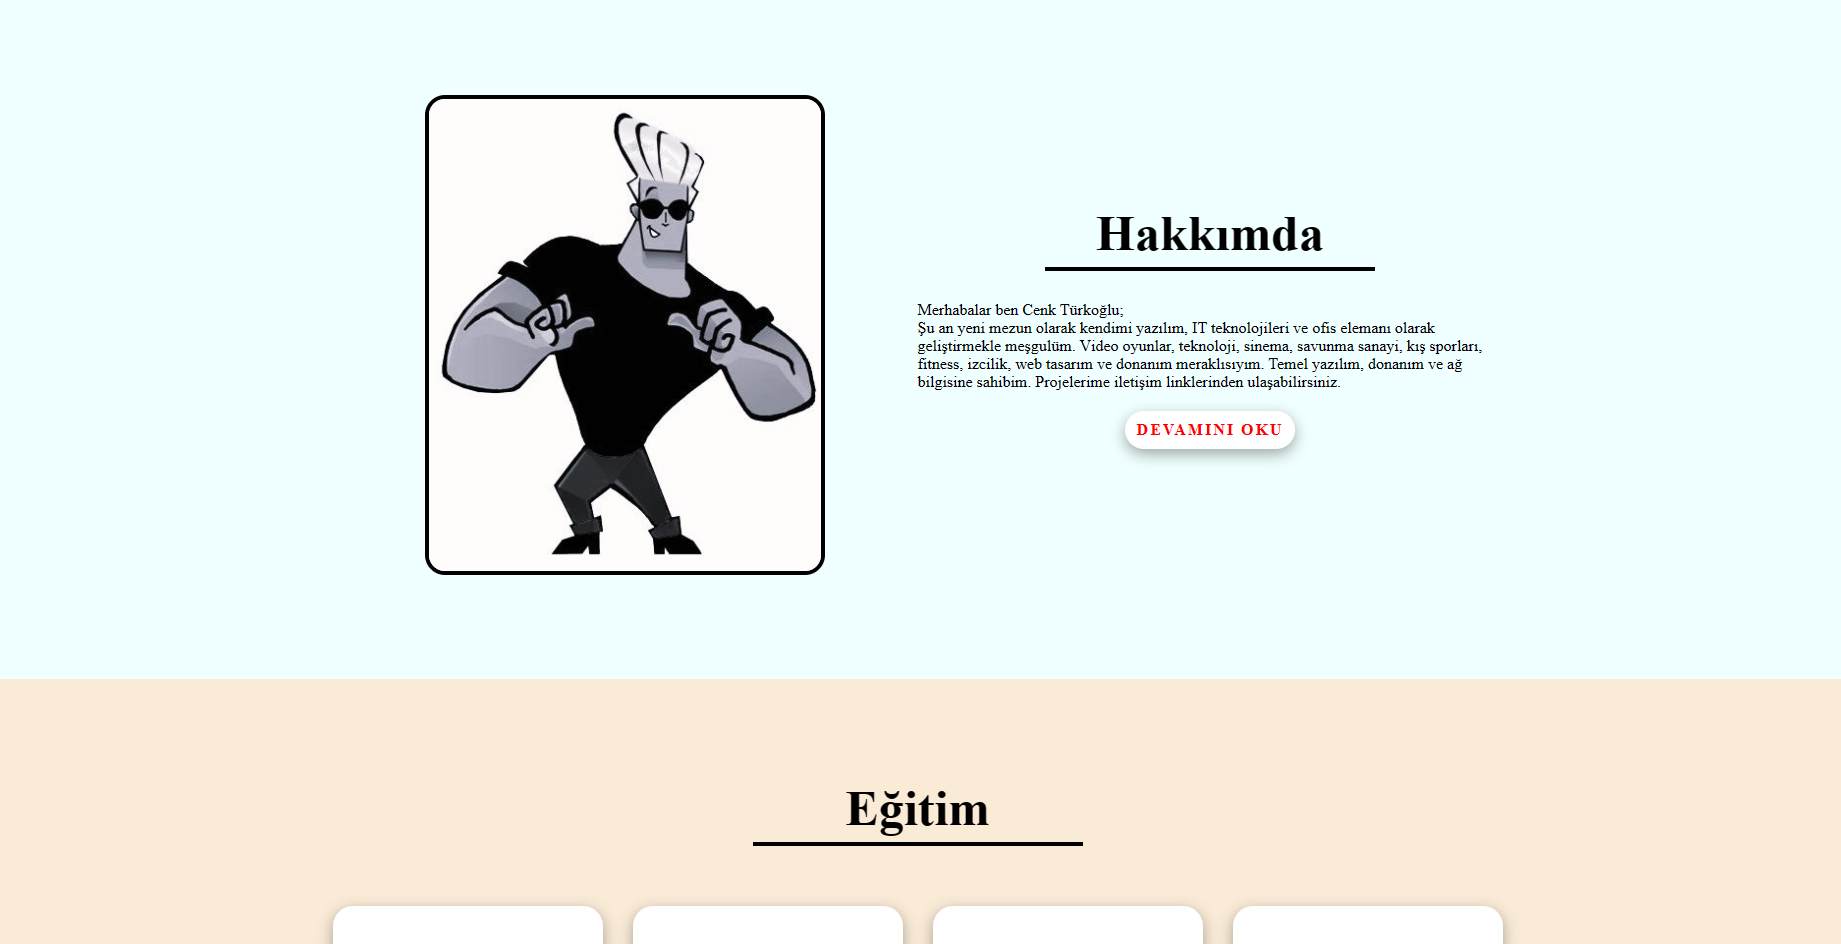 Hakkımda
Merhabalar ben Cenk Türkoğlu;
Şu an yeni mezun olarak kendimi yazılım, IT teknolojileri ve ofis elemanı olarak
geliştirmekle meşgulüm. Video oyunlar, teknoloji, sinema, savunma sanayi, kış sporları,
fitness, izcilik, web tasarım ve donanım meraklısıyım. Temel yazılım, donanım ve ağ
bilgisine sahibim. Projelerime iletişim linklerinden ulaşabilirsiniz.
DEVAMINI OKU
Eğitim